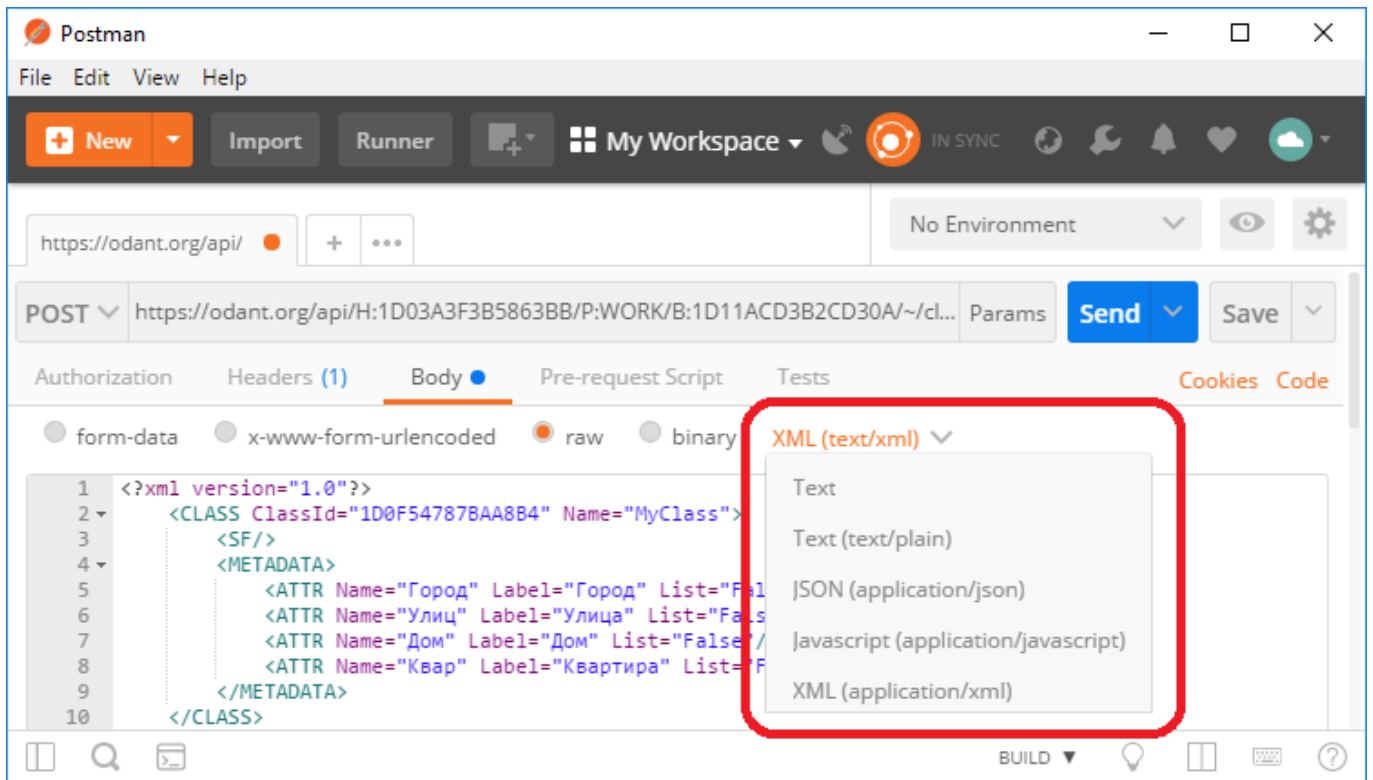 Postman
File Edit View Help
New Import Runner My Workspace IN SYNC
https://odant.org/api/ + ••• No Environment
POST https://odant.org/api/H:1D03A3F3B5863BB/P:WORK/B:1D11ACD3B2CD30A/~/cl... Params Send Save
Authorization Headers (1) Body Pre-request Script Tests Cookies Code
form-data x-www-form-urlencoded raw binary XML (text/xml)
Text
Text (text/plain)
JSON (application/json)
Javascript (application/javascript)
XML (application/xml)
1 <?xml version="1.0"?>
2 <CLASS ClassId="1D0F54787BAA8B4" Name="MyClass">
3 <SF/>
4 <METADATA>
5 <ATTR Name="Город" Label="Город" List="Fal
6 <ATTR Name="Улиц" Label="Улица" List="Fals
7 <ATTR Name="Дом" Label="Дом" List="False"/
8 <ATTR Name="Квар" Label="Квартира" List="F
9 </METADATA>
10 </CLASS>
BUILD